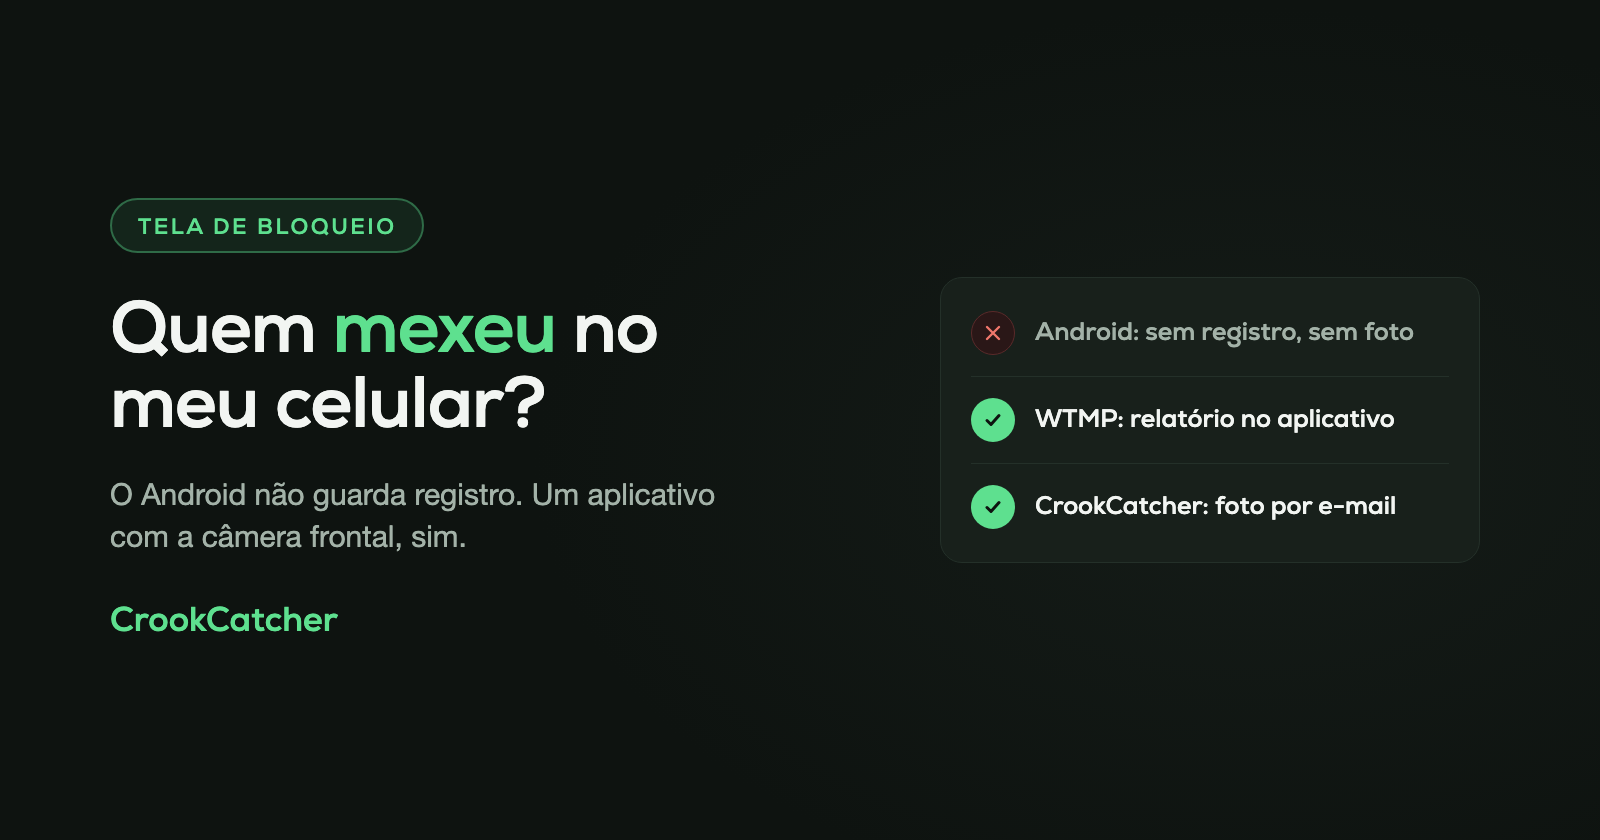 TELA DE BLOQUEIO
Quem mexeu no
meu celular?
O Android não guarda registro. Um aplicativo
com a câmera frontal, sim.
CrookCatcher
Android: sem registro, sem foto
WTMP: relatório no aplicativo
CrookCatcher: foto por e-mail